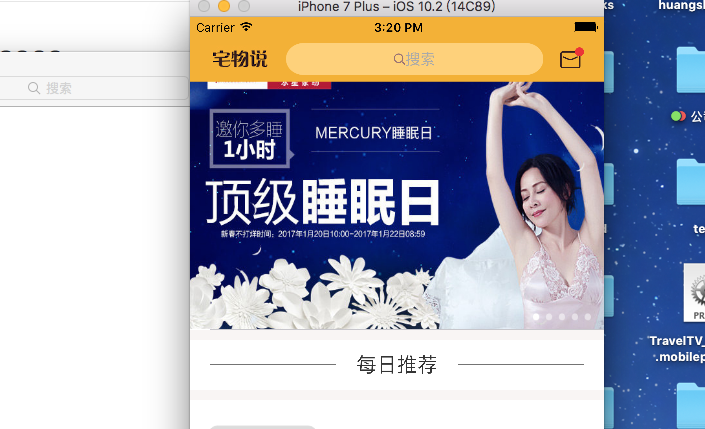 iPhone 7 Plus – iOS 10.2 (14C89)
Carrier
3:20 PM
宅物说
搜索
搜索
邀你多睡
1小时
MERCURY睡眠日
顶级睡眠日
新春不打烊时间：2017年1月20日10:00~2017年1月22日08:59
每日推荐
ks
huangsh
公
te
TravelTV_
.mobilep